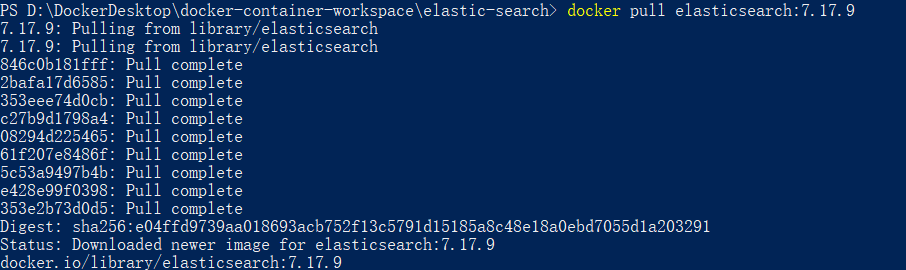 PS D:\DockerDesktop\docker-container-workspace\elastic-search> docker pull elasticsearch:7.17.9
7.17.9: Pulling from library/elasticsearch
7.17.9: Pulling from library/elasticsearch
846c0b181fff: Pull complete
2bafa17d6585: Pull complete
353eee74d0cb: Pull complete
c27b9d1798a4: Pull complete
08294d225465: Pull complete
61f207e8486f: Pull complete
5c53a9497b4b: Pull complete
e428e99f0398: Pull complete
353e2b73d0d5: Pull complete
Digest: sha256:e04ffd9739aa018693acb752f13c5791d15185a8c48e18a0ebd7055d1a203291
Status: Downloaded newer image for elasticsearch:7.17.9
docker.io/library/elasticsearch:7.17.9